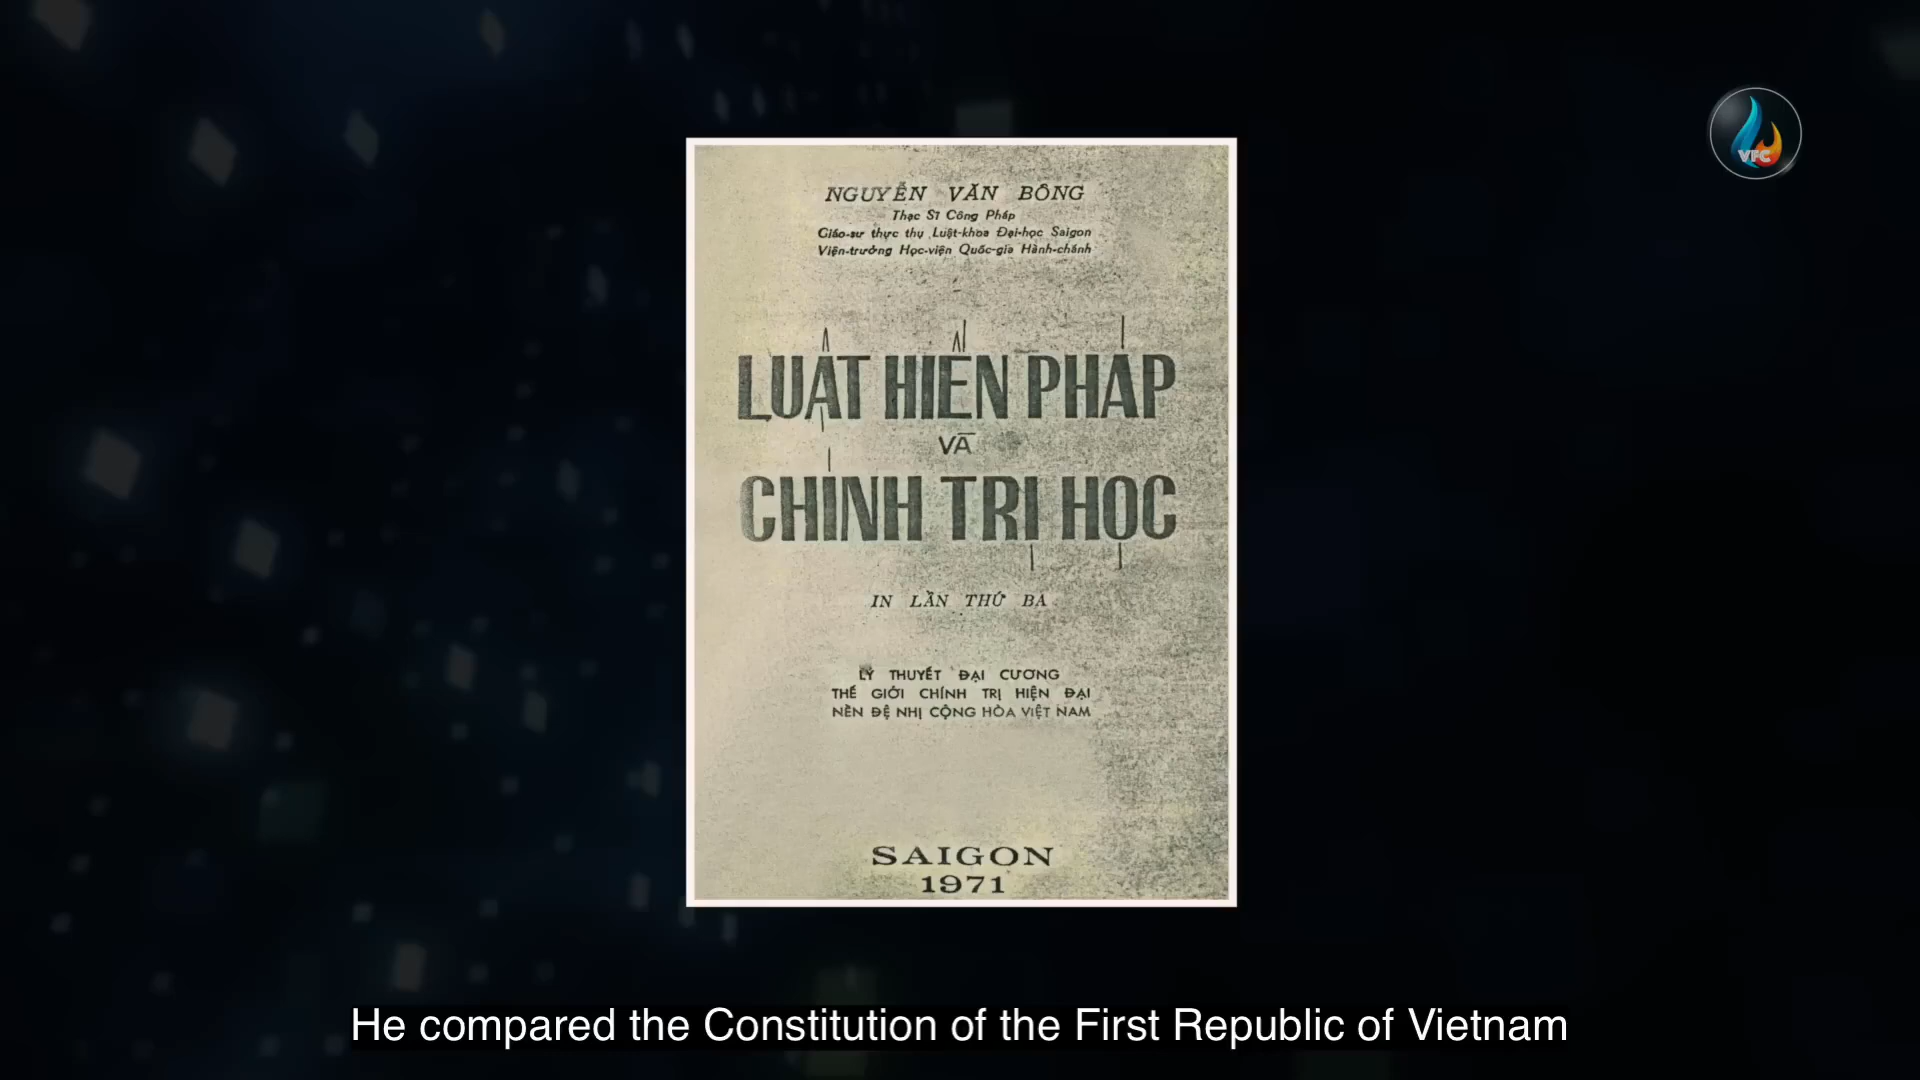 VFC
NGUYỄN VĂN BÔNG
Thạc Sĩ Công Pháp
Giáo-sư thực thụ Luật-khoa Đại-học Saigon
Viện-trưởng Học-viện Quốc-gia Hành-chánh
LUẬT HIẾN PHÁP
VÀ
CHÍNH TRỊ HỌC
IN LẦN THỨ BA
LÝ THUYẾT ĐẠI CƯƠNG
THẾ GIỚI CHÍNH TRỊ HIỆN ĐẠI
NỀN ĐỆ NHỊ CỘNG HÒA VIỆT NAM
SAIGON
1971
He compared the Constitution of the First Republic of Vietnam